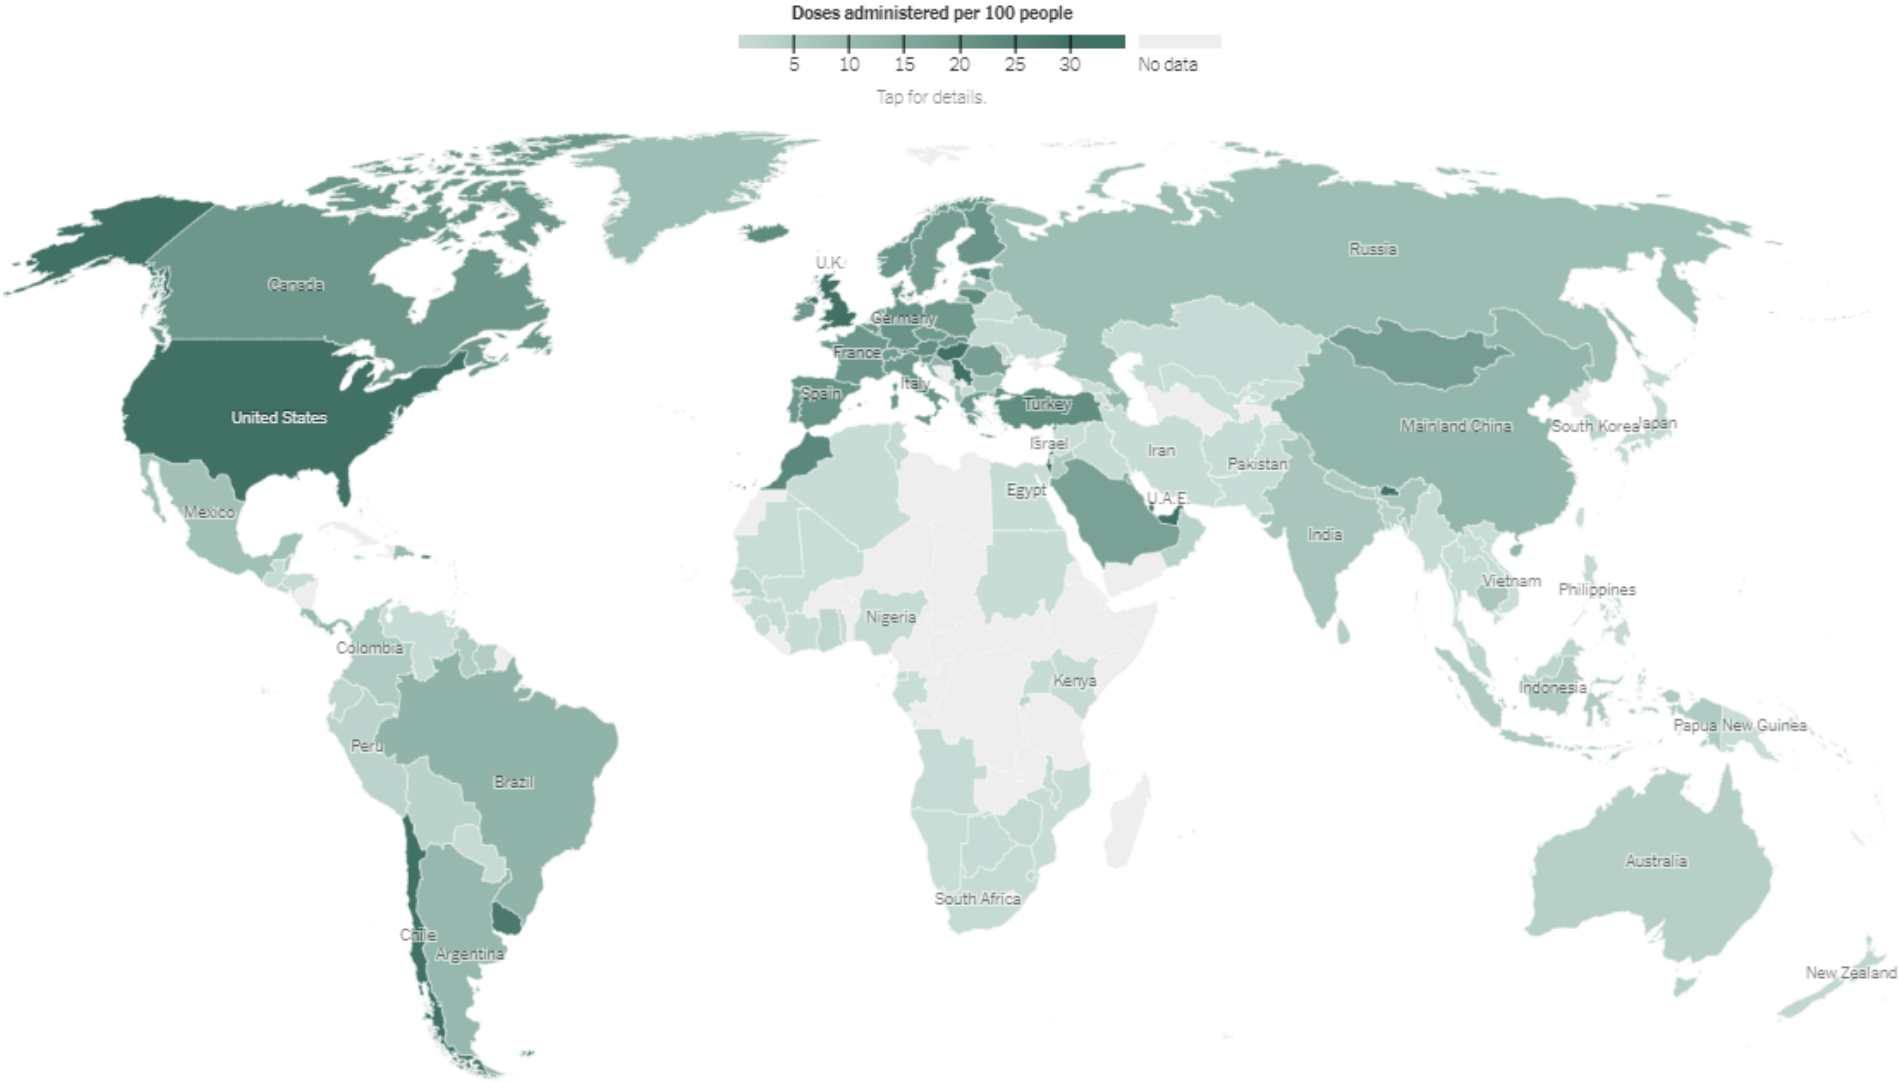 Doses administered per 100 people
5 10 15 20 25 30 No data
Tap for details.
Russia
U.K.
Canada
Germany
France
Italy
Spain
Turkey
United States
Mainland China
South Korea
Japan
Israel
Iran
Pakistan
Egypt
U.A.E.
Mexico
India
Vietnam
Philippines
Nigeria
Colombia
Kenya
Indonesia
Papua New Guinea
Peru
Brazil
Australia
South Africa
Chile
Argentina
New Zealand